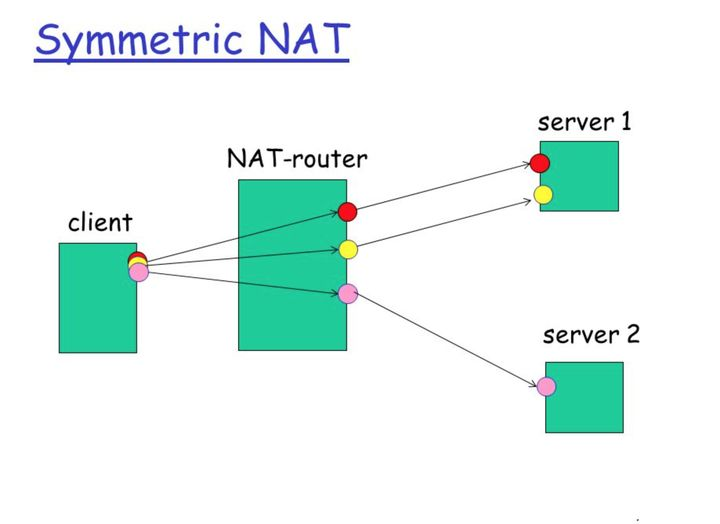 Symmetric NAT
server 1
NAT-router
client
server 2